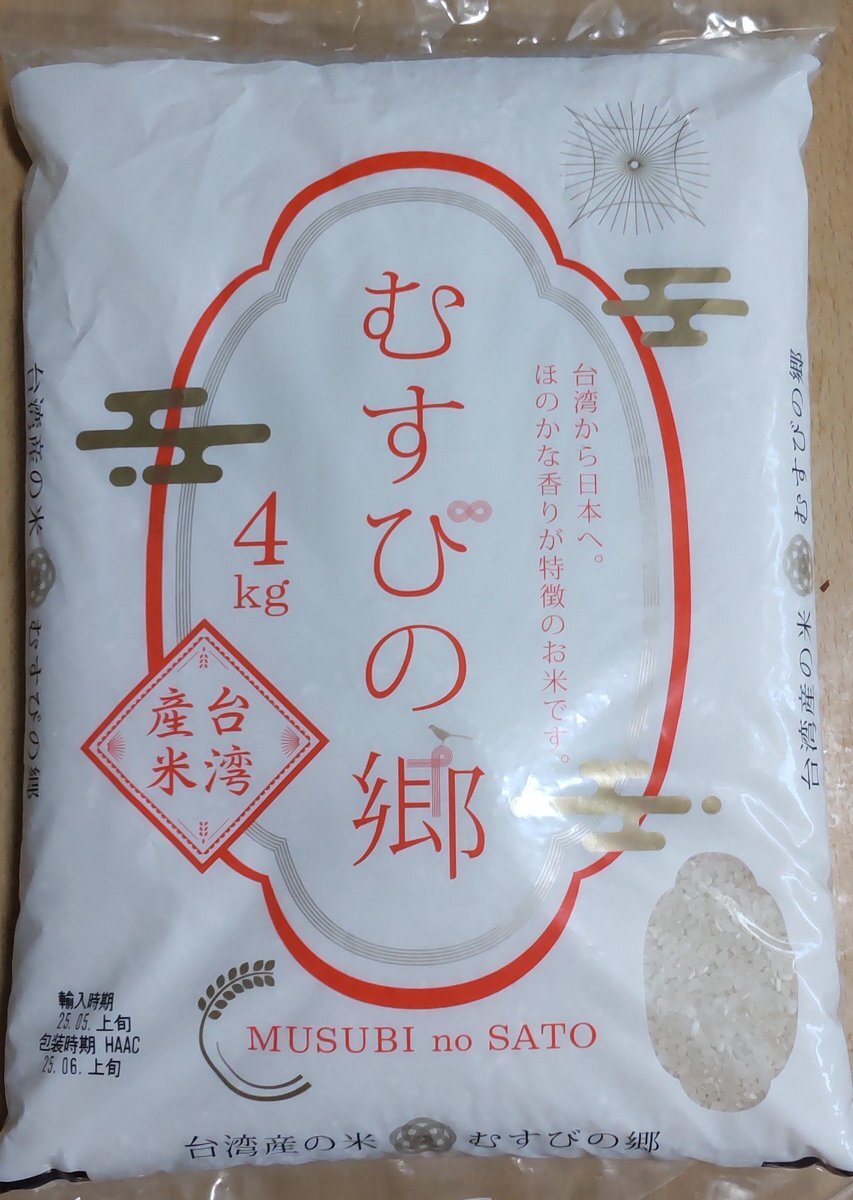 むすびの郷
台湾から日本へ。
ほのかな香りが特徴のお米です。
4
kg
台湾
産米
台湾産の米 むすびの郷
台湾産の米 むすびの郷
輸入時期
25.05.上旬
包装時期 HAAC
25.06.上旬
MUSUBI no SATO
台湾産の米 むすびの郷